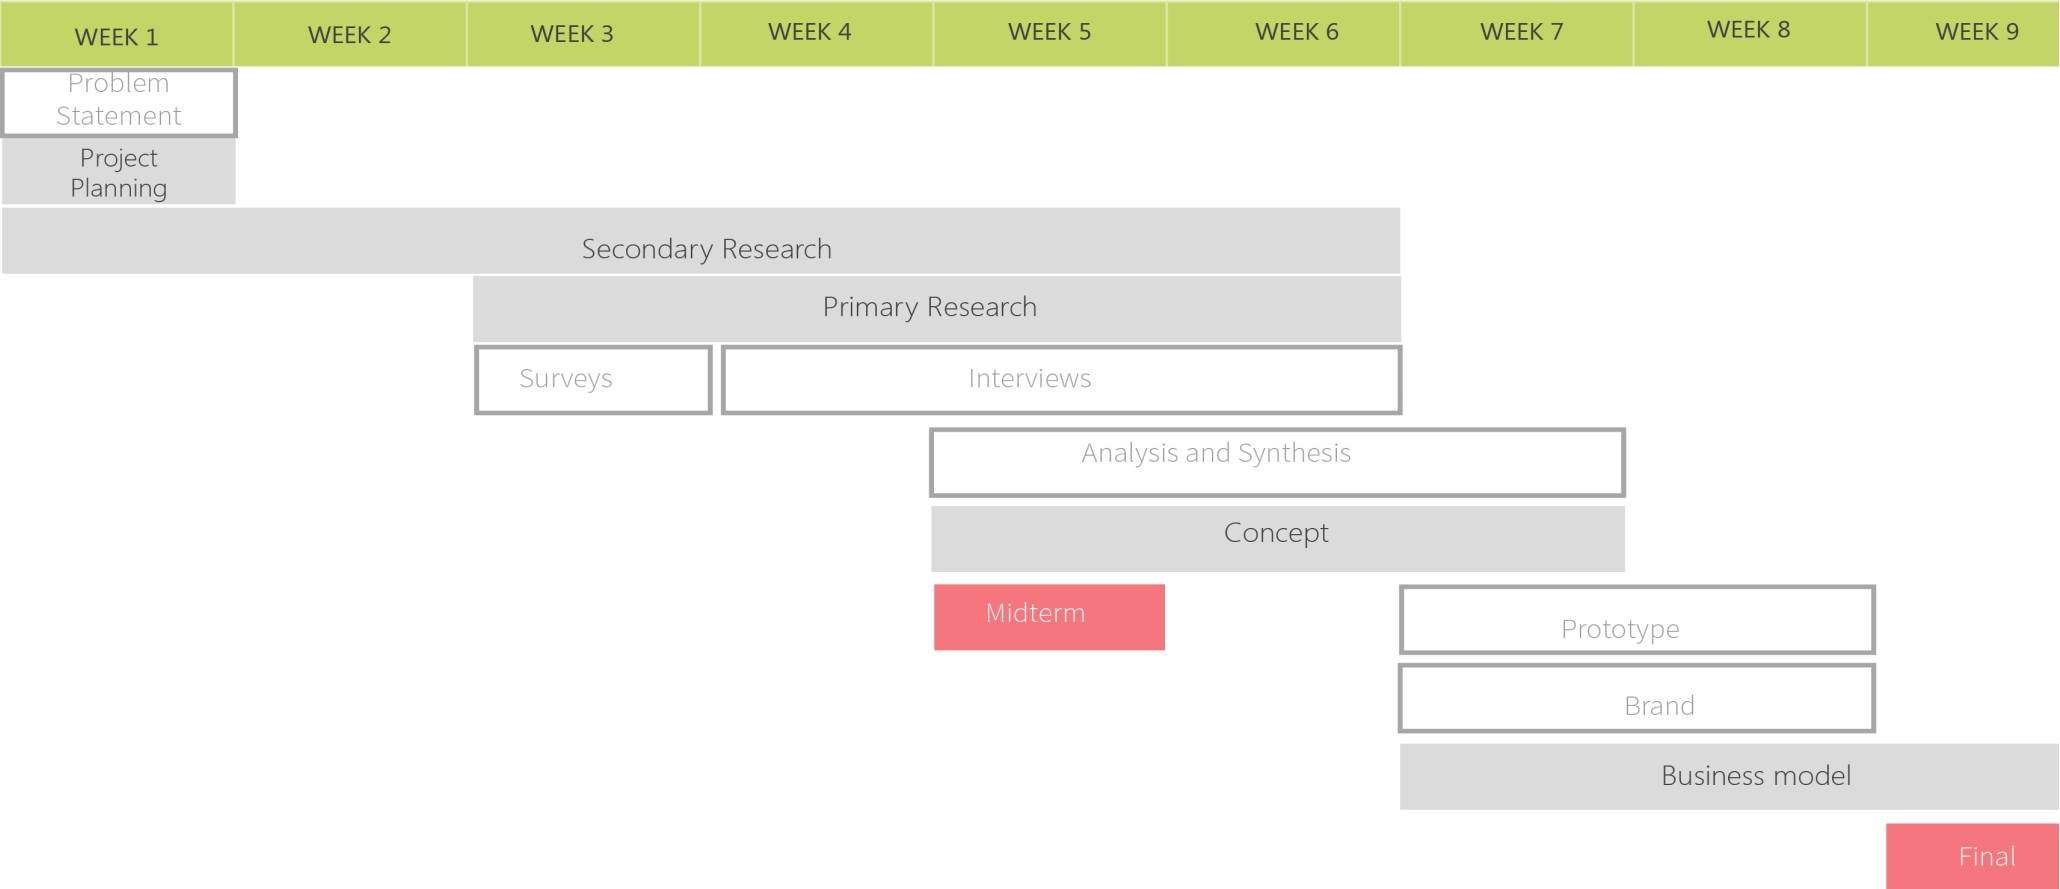 WEEK 1 WEEK 2 WEEK 3 WEEK 4 WEEK 5 WEEK 6 WEEK 7 WEEK 8 WEEK 9
Problem
Statement
Project
Planning
Secondary Research
Primary Research
Surveys Interviews
Analysis and Synthesis
Concept
Midterm
Prototype
Brand
Business model
Final